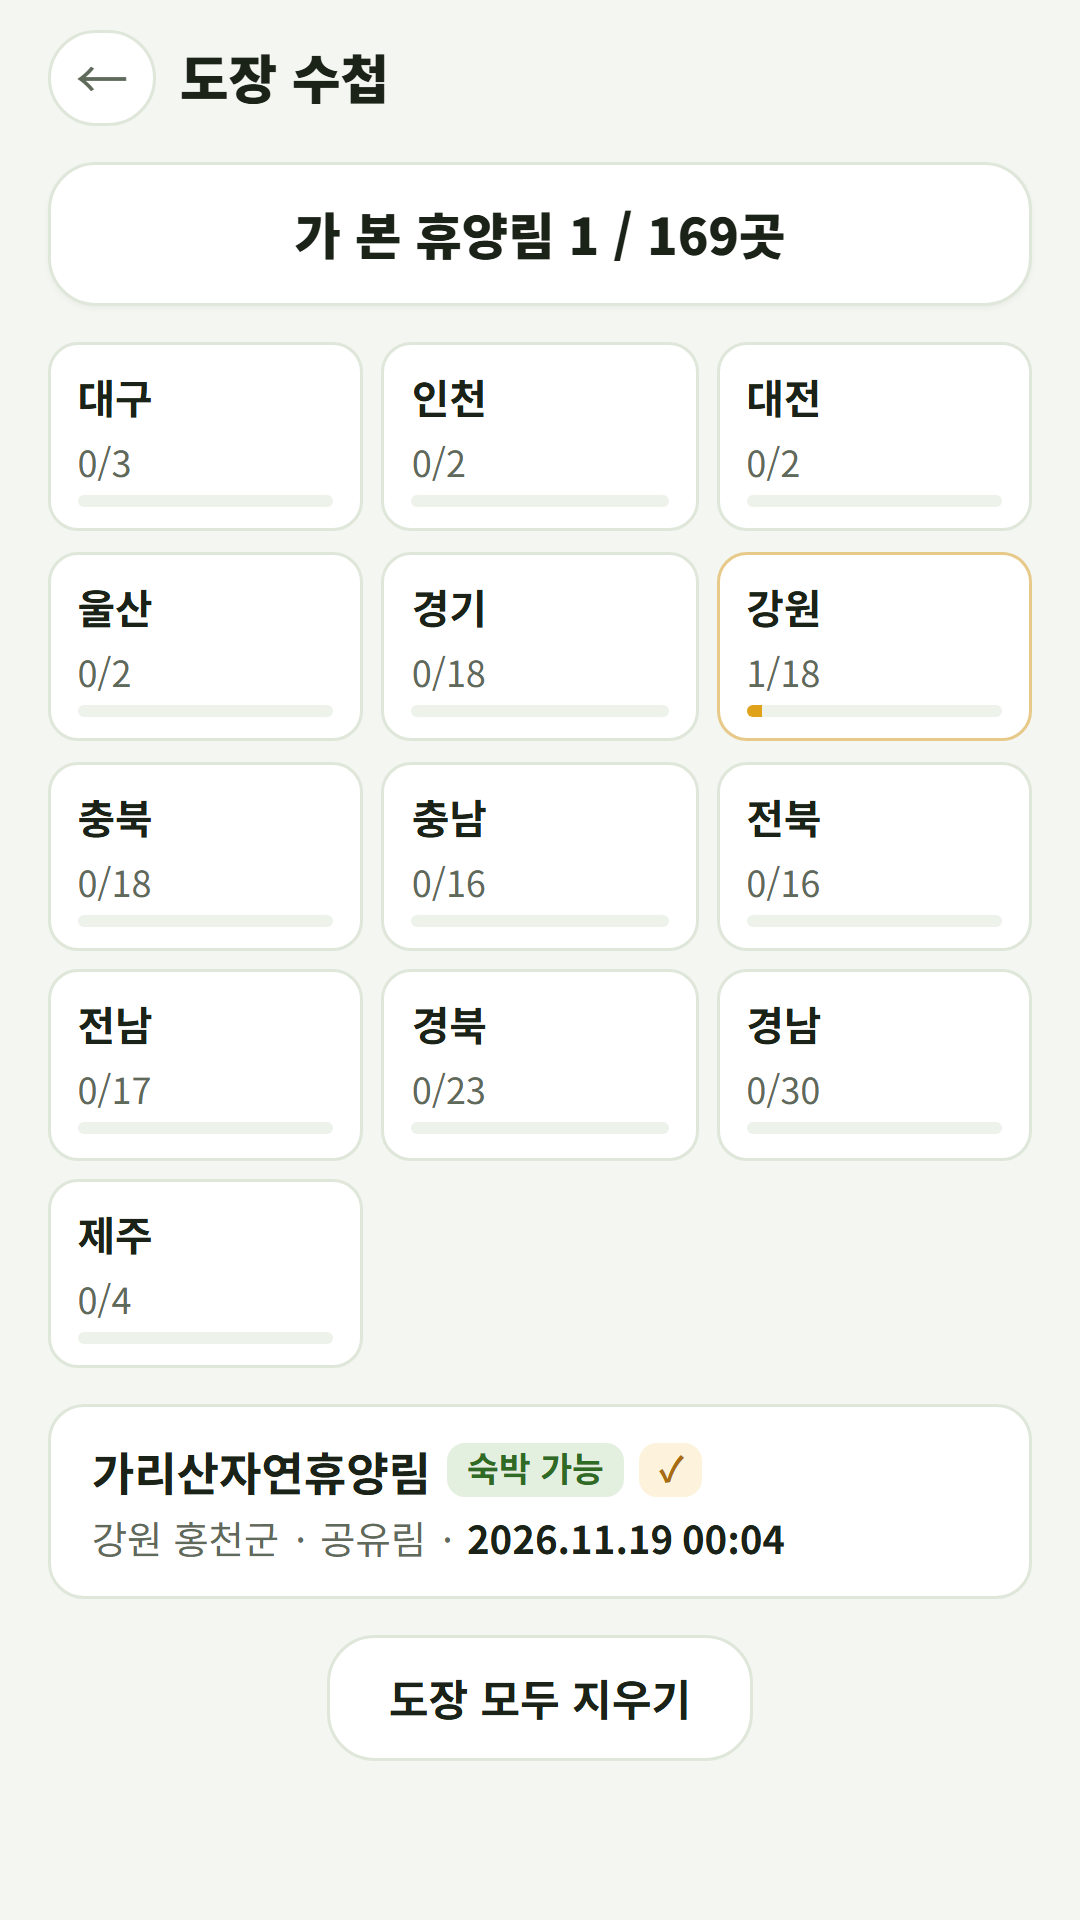 ← 도장 수첩
가 본 휴양림 1 / 169곳
대구 인천 대전
0/3 0/2 0/2
울산 경기 강원
0/2 0/18 1/18
충북 충남 전북
0/18 0/16 0/16
전남 경북 경남
0/17 0/23 0/30
제주
0/4
가리산자연휴양림 숙박 가능 ✓
강원 홍천군 · 공유림 · 2026.11.19 00:04
도장 모두 지우기